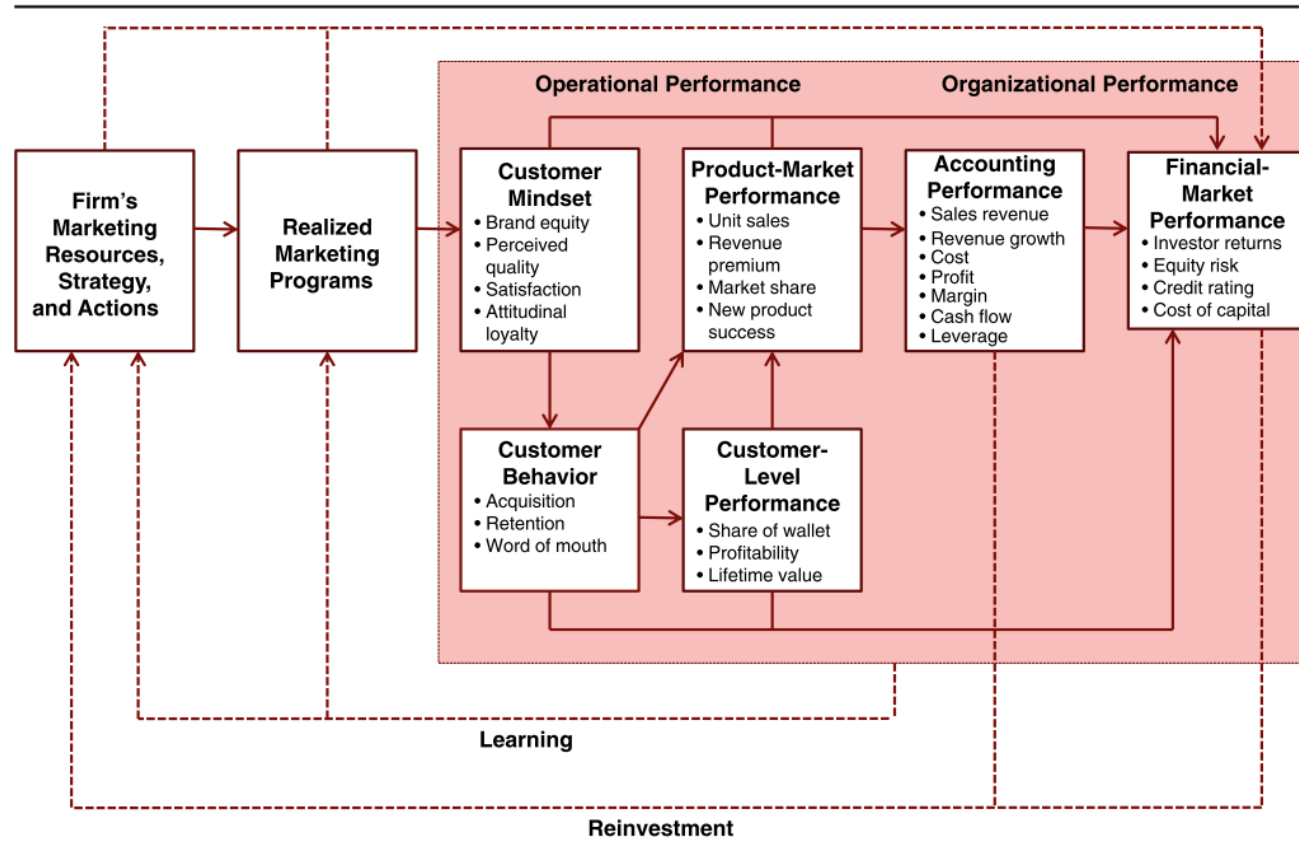 Operational Performance
Organizational Performance
Firm's
Marketing
Resources,
Strategy,
and Actions
Realized
Marketing
Programs
Customer
Mindset
• Brand equity
• Perceived
quality
• Satisfaction
• Attitudinal
loyalty
Product-Market
Performance
• Unit sales
• Revenue
premium
• Market share
• New product
success
Accounting
Performance
• Sales revenue
• Revenue growth
• Cost
• Profit
• Margin
• Cash flow
• Leverage
Financial-
Market
Performance
• Investor returns
• Equity risk
• Credit rating
• Cost of capital
Customer
Behavior
• Acquisition
• Retention
• Word of mouth
Customer-
Level
Performance
• Share of wallet
• Profitability
• Lifetime value
Learning
Reinvestment